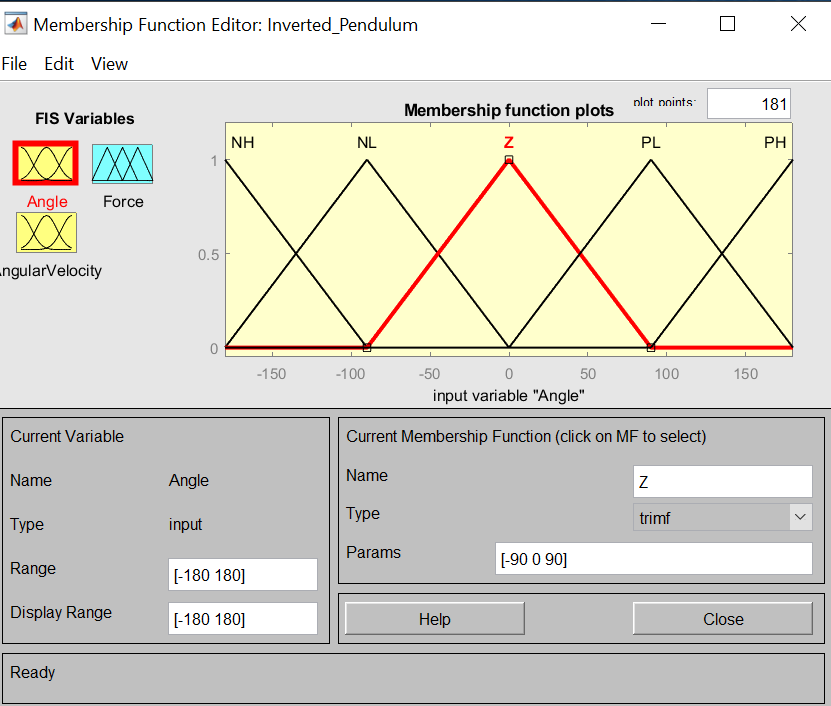 Membership Function Editor: Inverted_Pendulum
File Edit View
FIS Variables
Angle
Force
AngularVelocity
Membership function plots
plot points:
181
NH NL Z PL PH
1
0.5
0
-150 -100 -50 0 50 100 150
input variable "Angle"
Current Variable
Name Angle
Type input
Range [-180 180]
Display Range [-180 180]
Current Membership Function (click on MF to select)
Name Z
Type trimf
Params [-90 0 90]
Help Close
Ready